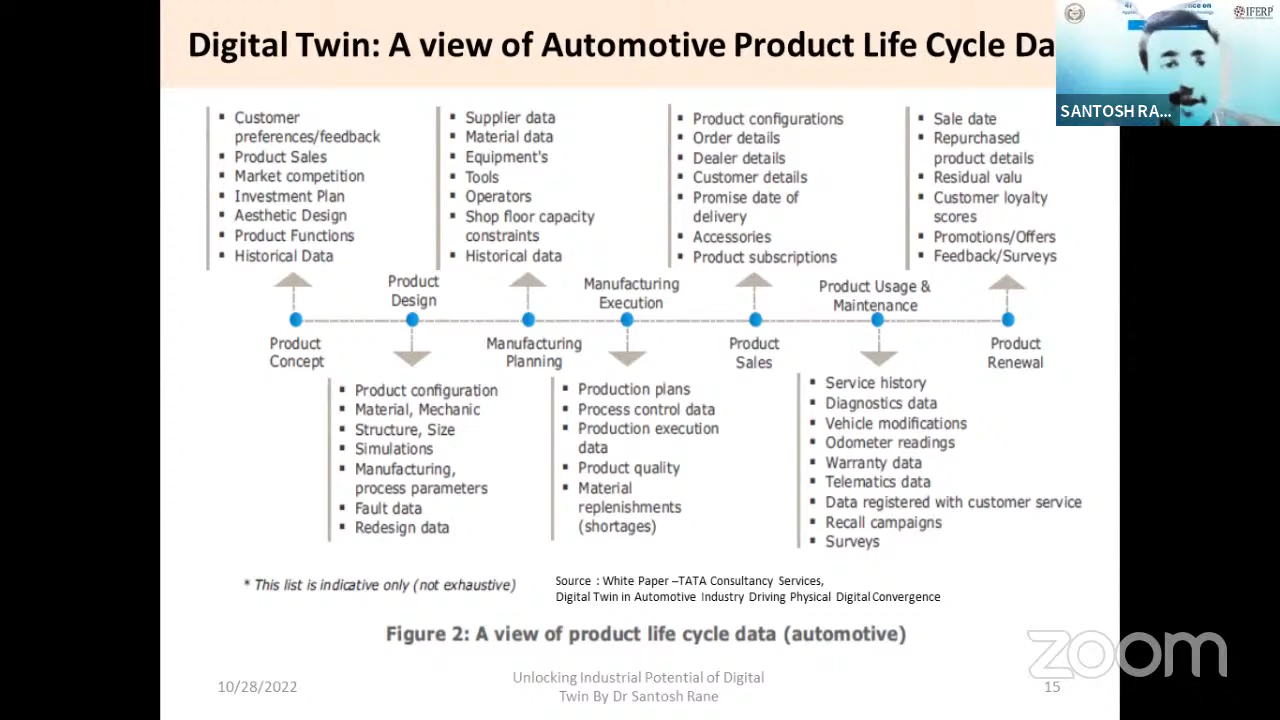 Digital Twin: A view of Automotive Product Life Cycle Da
IFERP
SANTOSH RA...
Customer
preferences/feedback
Product Sales
Market competition
Investment Plan
Aesthetic Design
Product Functions
Historical Data
Supplier data
Material data
Equipment's
Tools
Operators
Shop floor capacity
constraints
Historical data
Product configurations
Order details
Dealer details
Customer details
Promise date of
delivery
Accessories
Product subscriptions
Sale date
Repurchased
product details
Residual valu
Customer loyalty
scores
Promotions/Offers
Feedback/Surveys
Product
Design
Manufacturing
Execution
Product Usage &
Maintenance
Product
Concept
Manufacturing
Planning
Product
Sales
Product
Renewal
Product configuration
Material, Mechanic
Structure, Size
Simulations
Manufacturing,
process parameters
Fault data
Redesign data
Production plans
Process control data
Production execution
data
Product quality
Material
replenishments
(shortages)
Service history
Diagnostics data
Vehicle modifications
Odometer readings
Warranty data
Telematics data
Data registered with customer service
Recall campaigns
Surveys
* This list is indicative only (not exhaustive)
Source : White Paper –TATA Consultancy Services,
Digital Twin in Automotive Industry Driving Physical Digital Convergence
Figure 2: A view of product life cycle data (automotive)
zoom
10/28/2022
Unlocking Industrial Potential of Digital
Twin By Dr Santosh Rane
15